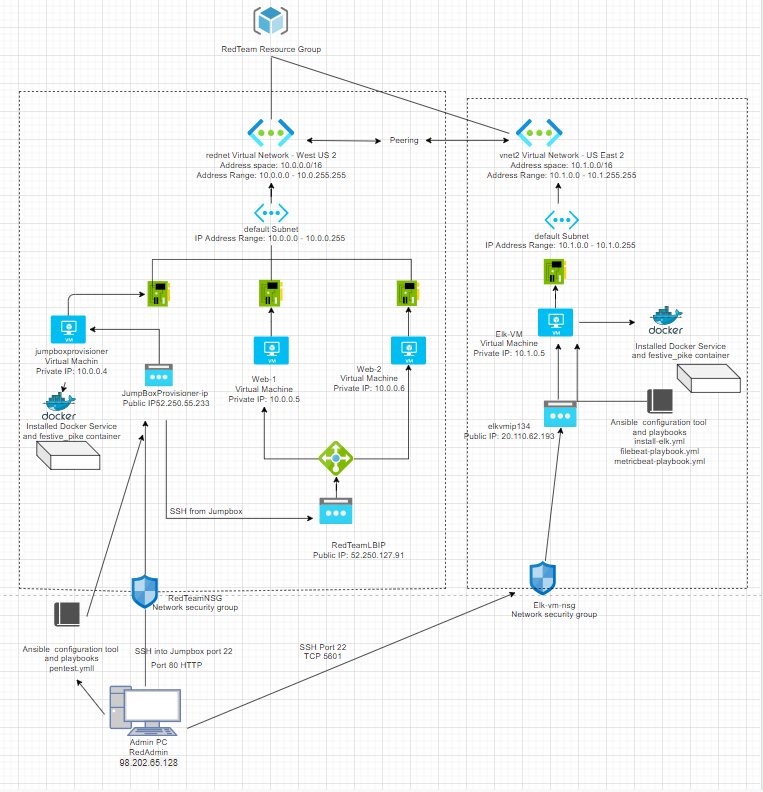 RedTeam Resource Group
rednet Virtual Network - West US 2
Address space: 10.0.0.0/16
Address Range: 10.0.0.0 - 10.0.255.255
Peering
vnet2 Virtual Network - US East 2
Address space: 10.1.0.0/16
Address Range: 10.1.0.0 - 10.1.255.255
default Subnet
IP Address Range: 10.0.0.0 - 10.0.0.255
default Subnet
IP Address Range: 10.1.0.0 - 10.1.0.255
VM
jumpboxprovisioner
Virtual Machin
Private IP: 10.0.0.4
docker
Installed Docker Service
and festive_pike container
JumpBoxProvisioner-ip
Public IP52.250.55.233
VM
Web-1
Virtual Machine
Private IP: 10.0.0.5
VM
Web-2
Virtual Machine
Private IP: 10.0.0.6
VM
Elk-VM
Virtual Machine
Private IP: 10.1.0.5
docker
Installed Docker Service
and festive_pike container
elkvmip134
Public IP: 20.110.62.193
Ansible configuration tool
and playbooks
install-elk.yml
filebeat-playbook.yml
metricbeat-playbook.yml
SSH from Jumpbox
RedTeamLBIP
Public IP: 52.250.127.91
RedTeamNSG
Network security group
Elk-vm-nsg
Network security group
Ansible configuration tool
and playbooks
pentest.ymll
SSH into Jumpbox port 22
Port 80 HTTP
SSH Port 22
TCP 5601
Admin PC
RedAdmin
98.202.65.128